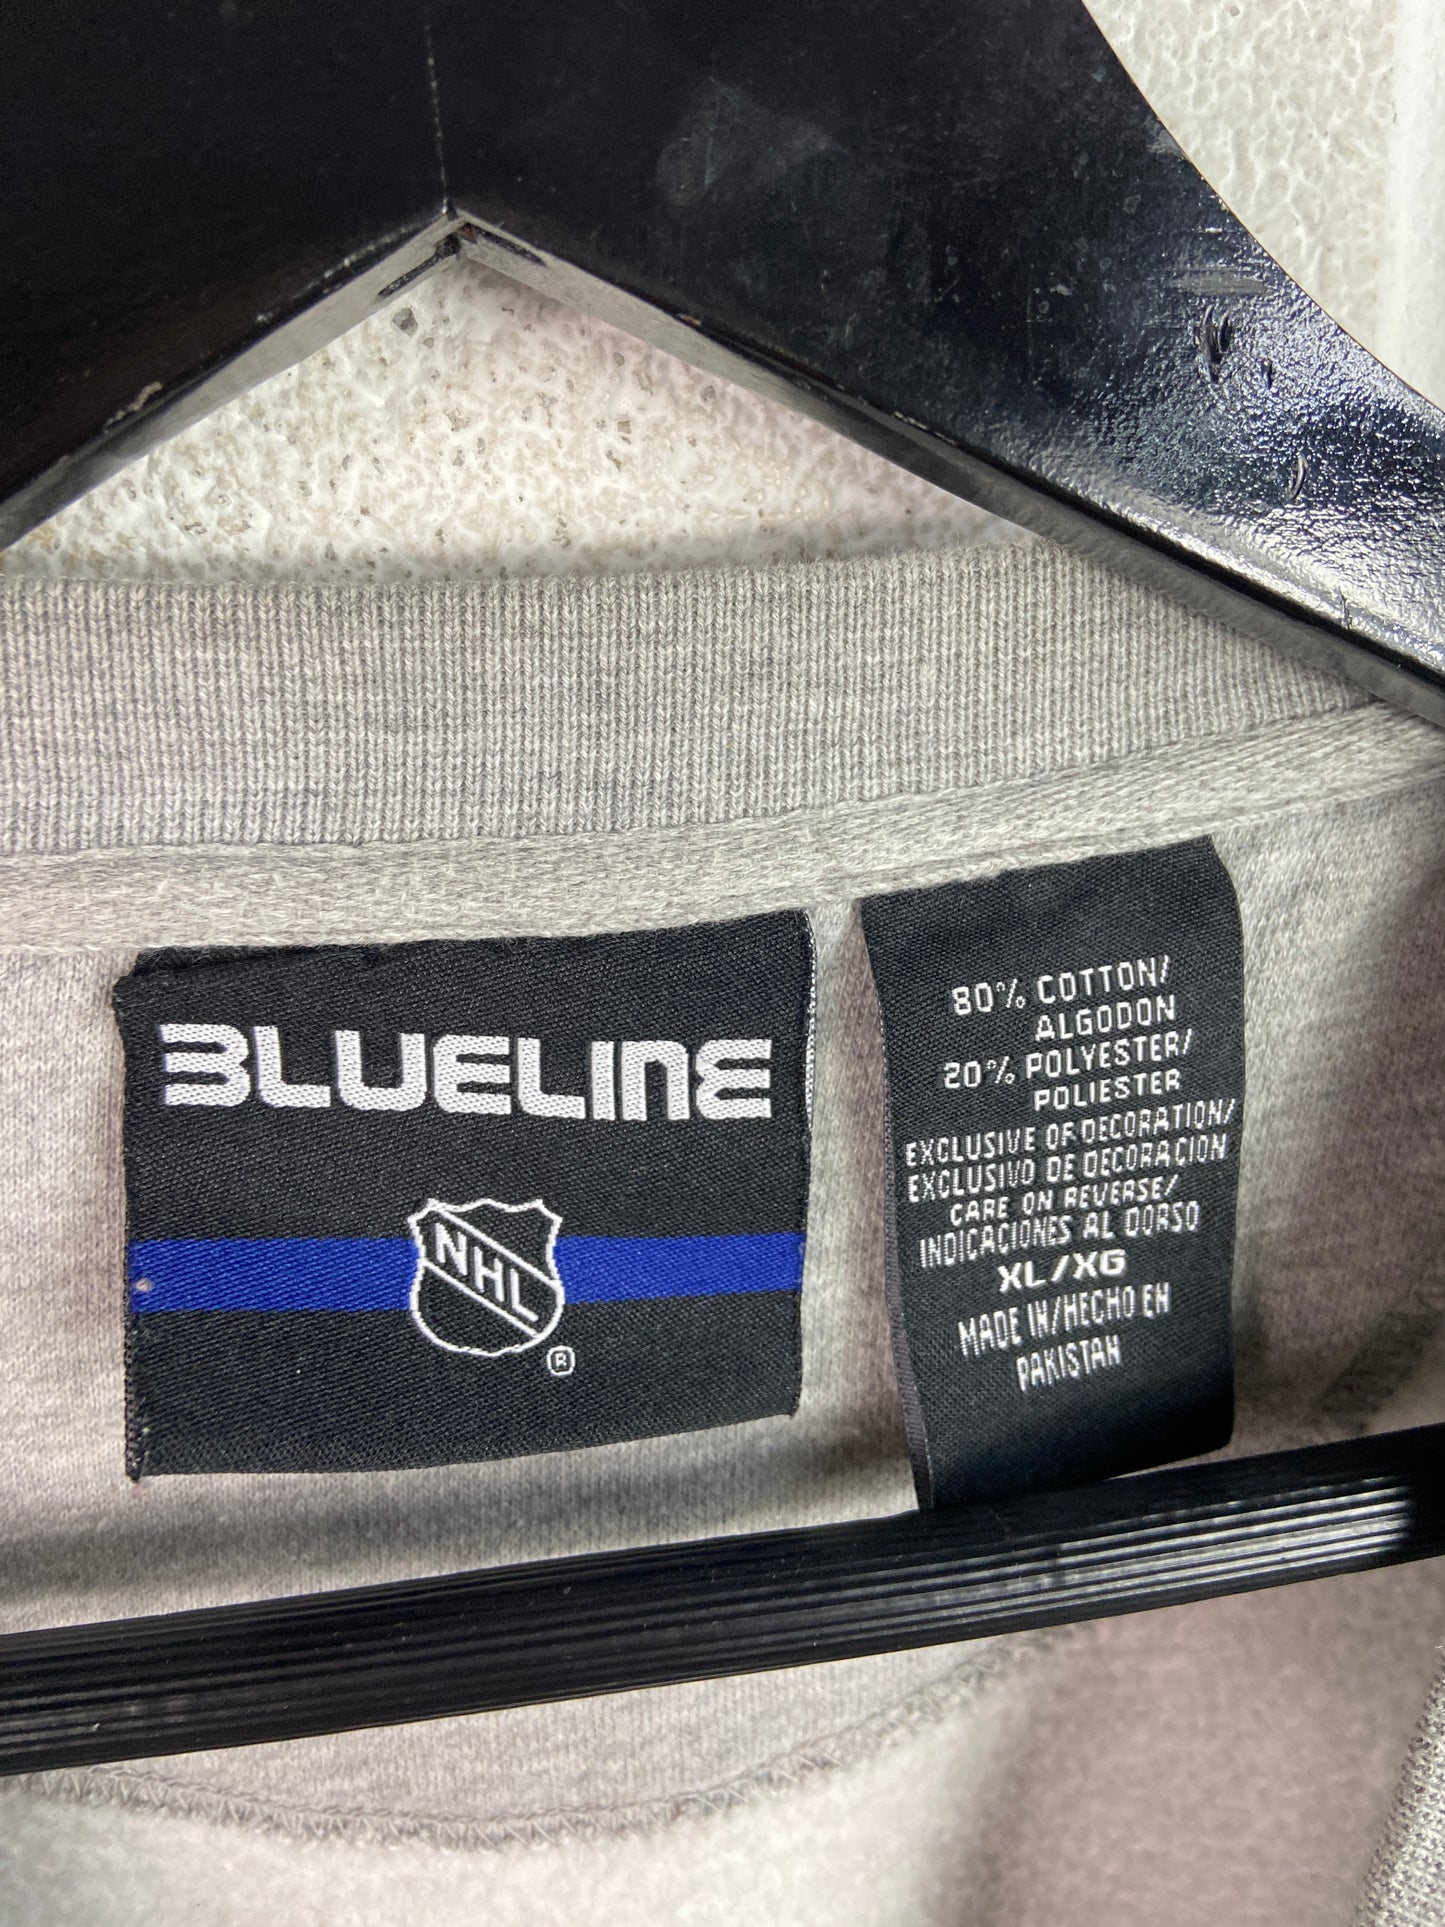 BLUELINE
NHL
®
80% COTTON/
ALGODON
20% POLYESTER/
POLIESTER
EXCLUSIVE OF DECORATION/
EXCLUSIVO DE DECORACION
CARE ON REVERSE/
INDICACIONES AL DORSO
XL/XG
MADE IN/HECHO EN
PAKISTAN